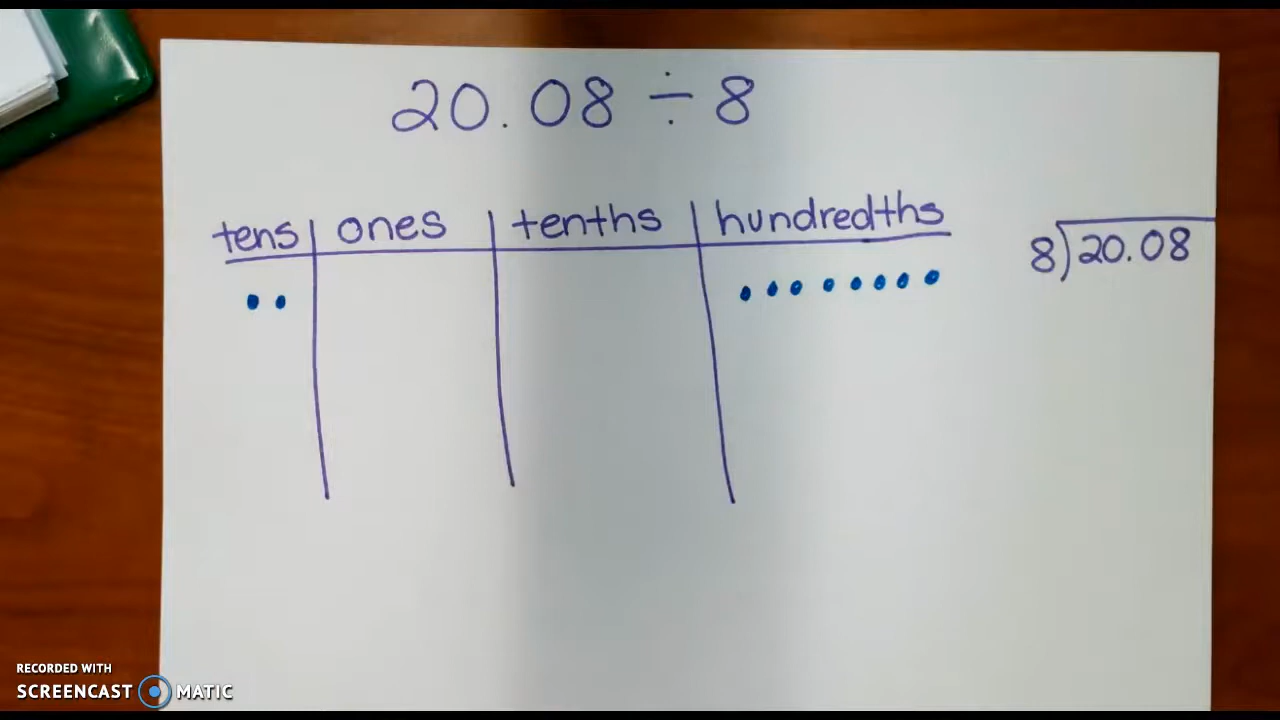 20.08 ÷ 8
tens ones tenths hundredths
8)20.08
RECORDED WITH
SCREENCAST MATIC